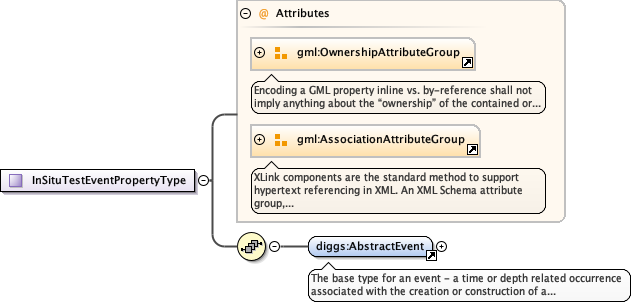 Attributes
gml:OwnershipAttributeGroup
Encoding a GML property inline vs. by-reference shall not
imply anything about the “ownership” of the contained or...
gml:AssociationAttributeGroup
XLink components are the standard method to support
hypertext referencing in XML. An XML Schema attribute
group,...
InSituTestEventPropertyType
diggs:AbstractEvent
The base type for an event - a time or depth related occurrence
associated with the creation or construction of a...